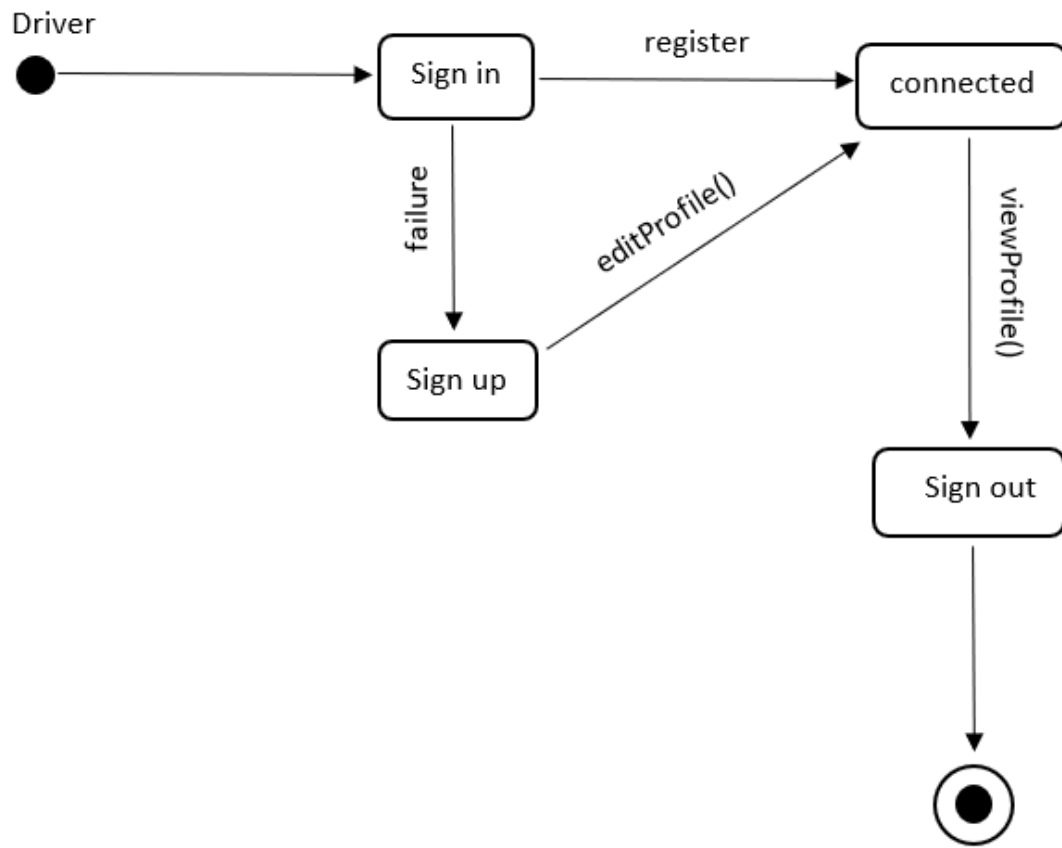 Driver
register
Sign in
connected
failure
editProfile()
viewProfile()
Sign up
Sign out